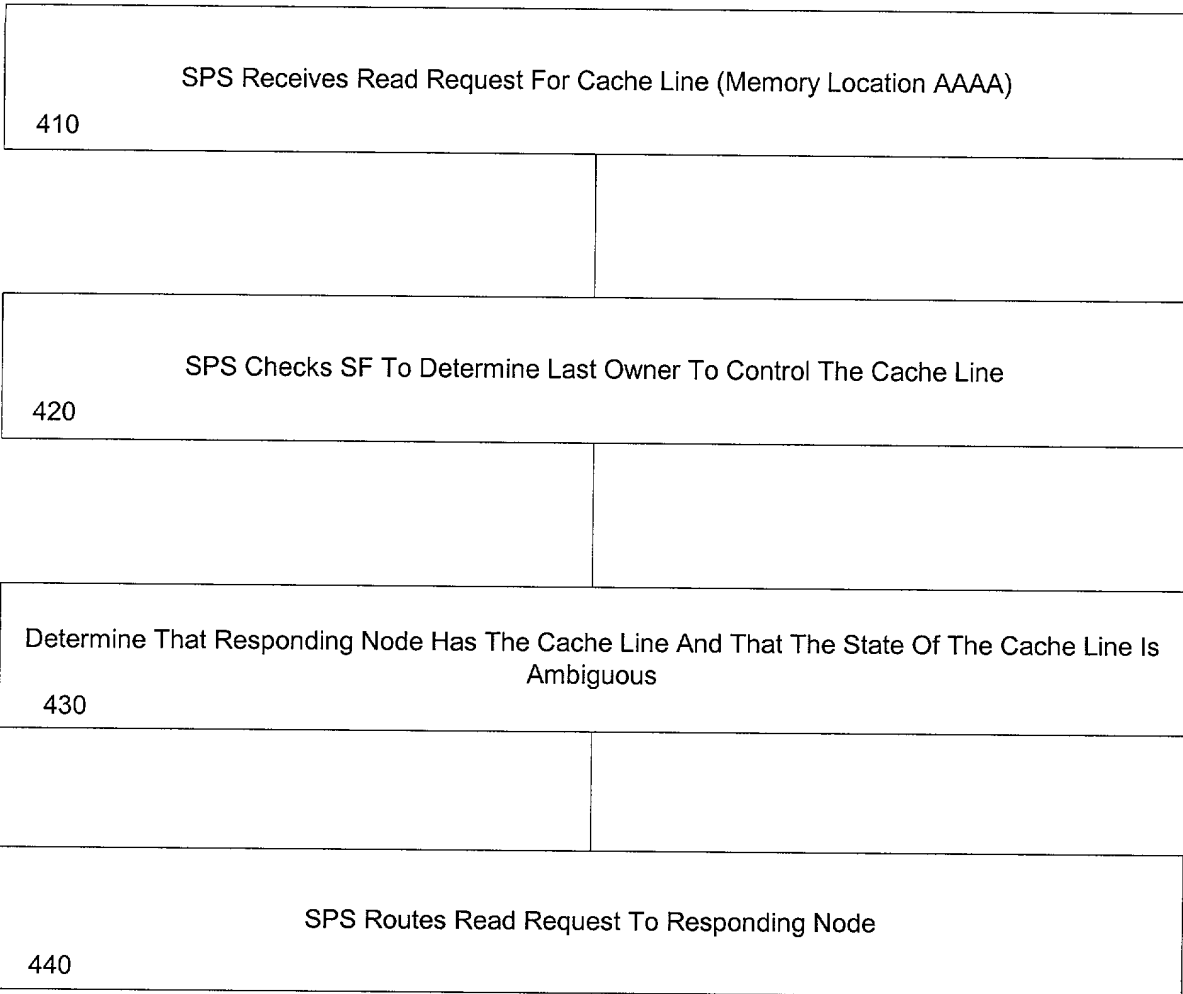 SPS Receives Read Request For Cache Line (Memory Location AAAA)
410
SPS Checks SF To Determine Last Owner To Control The Cache Line
420
Determine That Responding Node Has The Cache Line And That The State Of The Cache Line Is
Ambiguous
430
SPS Routes Read Request To Responding Node
440